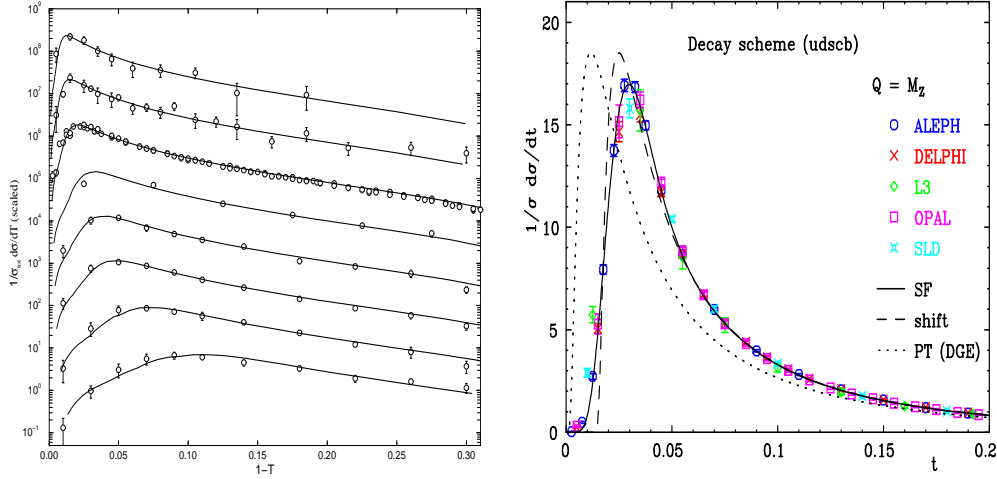 10^9
10^8
10^7
10^6
10^5
10^4
10^3
10^2
10^1
10^0
10^-1
1/σ_tot dσ/dT (scaled)
0.00 0.05 0.10 0.15 0.20 0.25 0.30
1-T
20
15
10
5
0
1/σ dσ/dt
Decay scheme (udscb)
Q = M_Z
ALEPH
DELPHI
L3
OPAL
SLD
SF
shift
PT (DGE)
0 0.05 0.1 0.15 0.2
t